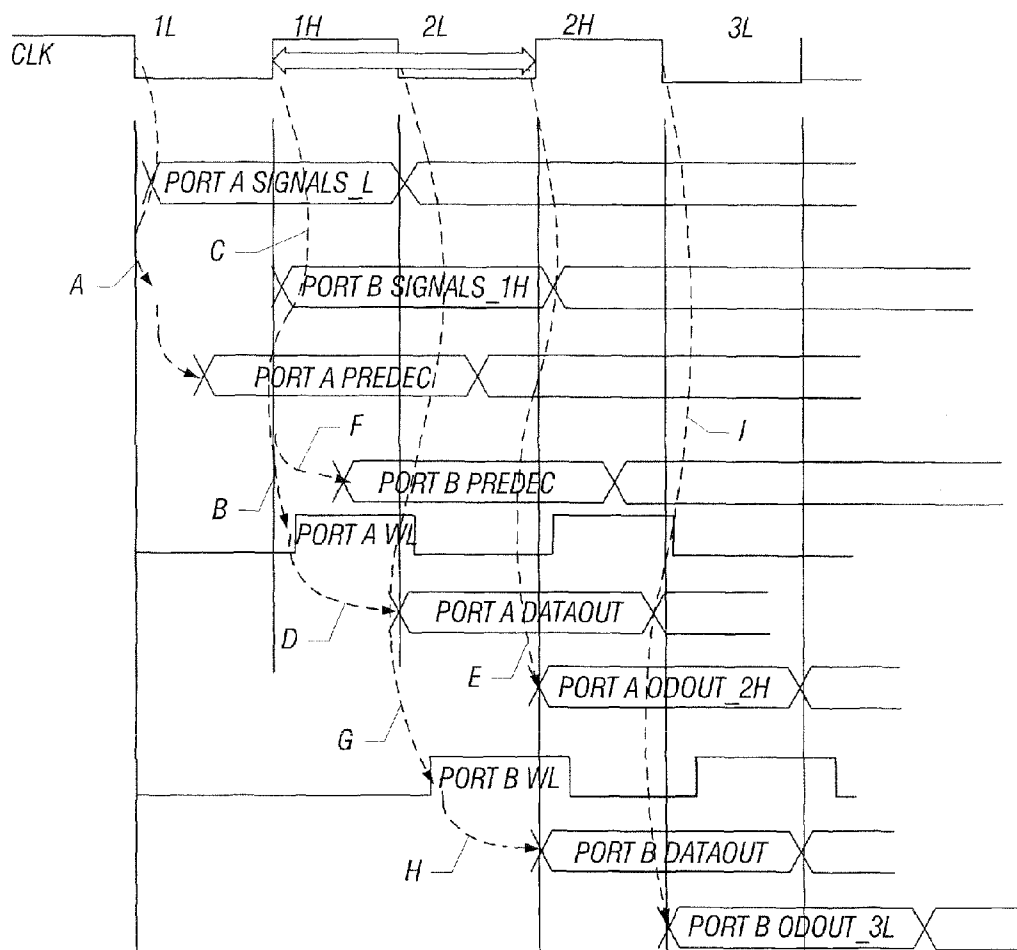 1L 1H 2L 2H 3L
CLK
PORT A SIGNALS_L
C
A
PORT B SIGNALS_1H
PORT A PREDEC
F
I
B
PORT B PREDEC
PORT A WL
D
PORT A DATAOUT
E
PORT A ODOUT_2H
G
PORT B WL
H
PORT B DATAOUT
PORT B ODOUT_3L